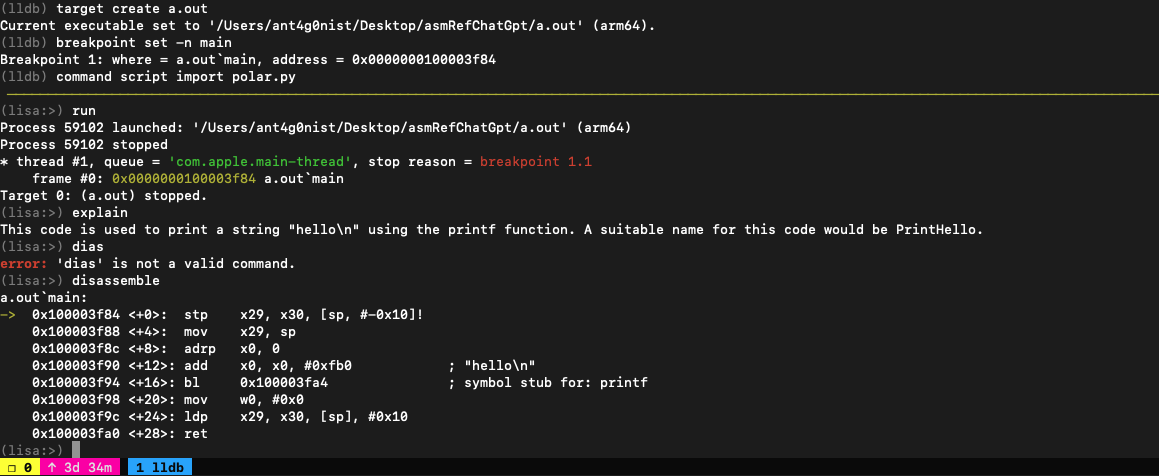 (lldb) target create a.out
Current executable set to '/Users/ant4g0nist/Desktop/asmRefChatGpt/a.out' (arm64).
(lldb) breakpoint set -n main
Breakpoint 1: where = a.out`main, address = 0x0000000100003f84
(lldb) command script import polar.py
(lisa:>) run
Process 59102 launched: '/Users/ant4g0nist/Desktop/asmRefChatGpt/a.out' (arm64)
Process 59102 stopped
* thread #1, queue = 'com.apple.main-thread', stop reason = breakpoint 1.1
    frame #0: 0x0000000100003f84 a.out`main
Target 0: (a.out) stopped.
(lisa:>) explain
This code is used to print a string "hello\n" using the printf function. A suitable name for this code would be PrintHello.
(lisa:>) dias
error: 'dias' is not a valid command.
(lisa:>) disassemble
a.out`main:
->  0x100003f84 <+0>:  stp    x29, x30, [sp, #-0x10]!
    0x100003f88 <+4>:  mov    x29, sp
    0x100003f8c <+8>:  adrp   x0, 0
    0x100003f90 <+12>: add    x0, x0, #0xfb0            ; "hello\n"
    0x100003f94 <+16>: bl     0x100003fa4               ; symbol stub for: printf
    0x100003f98 <+20>: mov    w0, #0x0
    0x100003f9c <+24>: ldp    x29, x30, [sp], #0x10
    0x100003fa0 <+28>: ret
(lisa:>)
❐ 0 ↑ 3d 34m 1 lldb